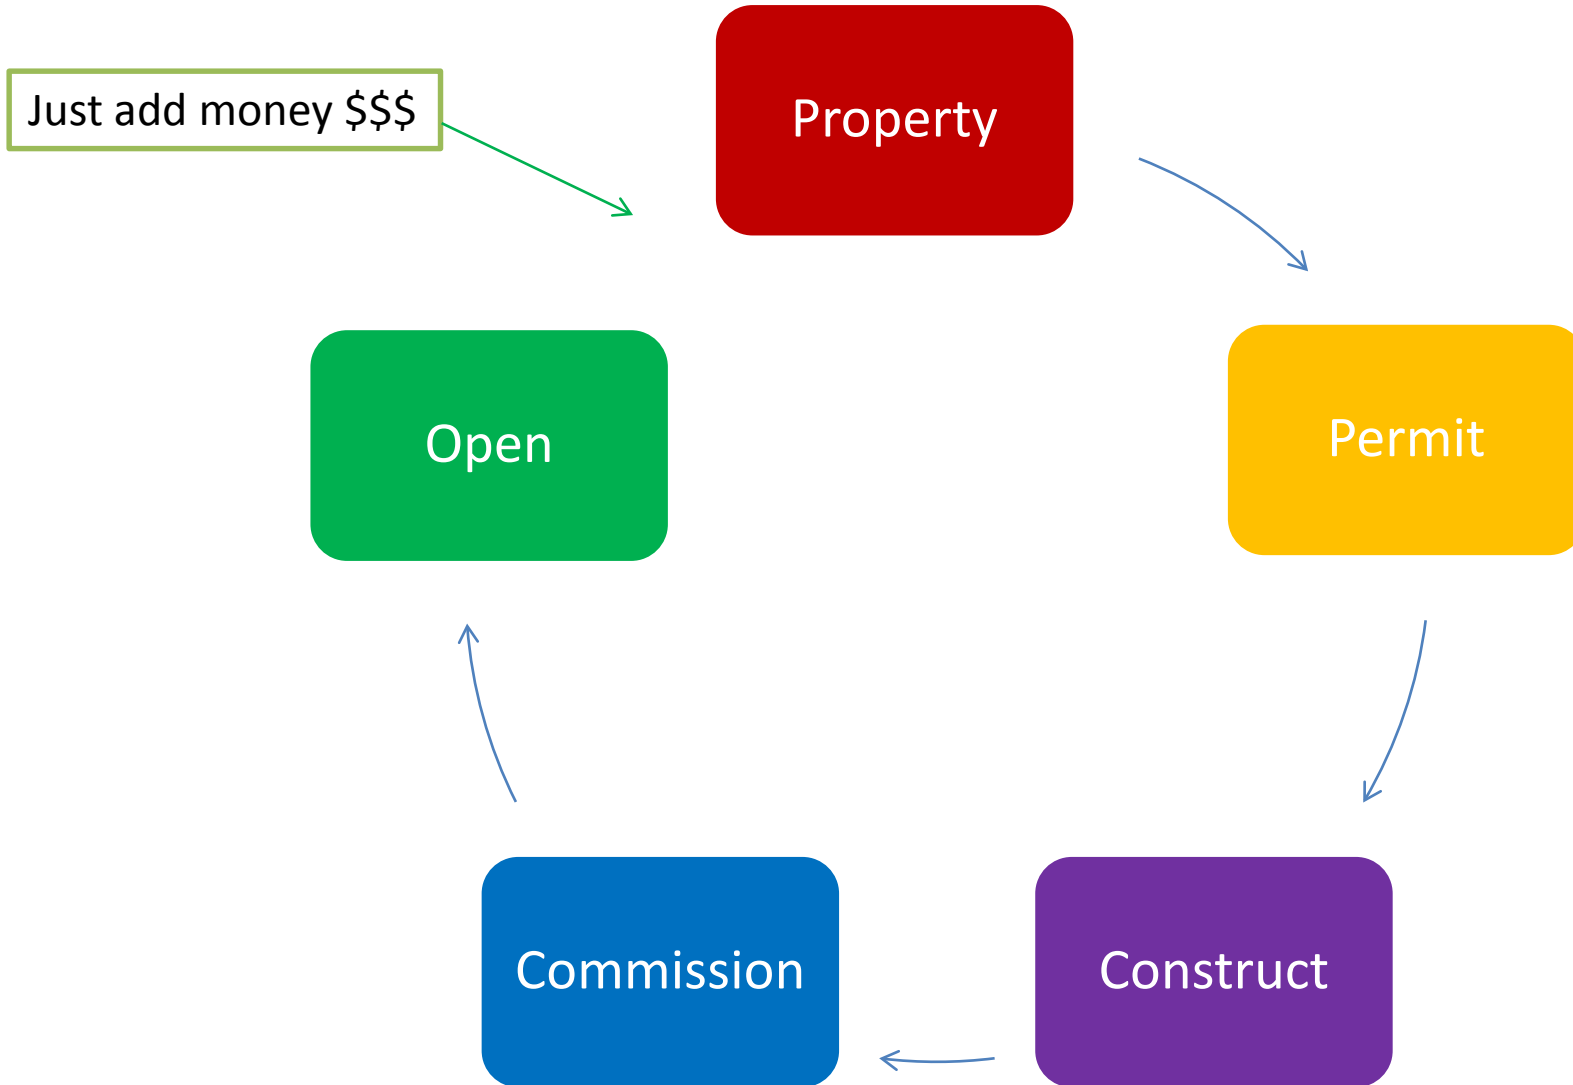 Just add money $$$
Property
Permit
Construct
Commission
Open